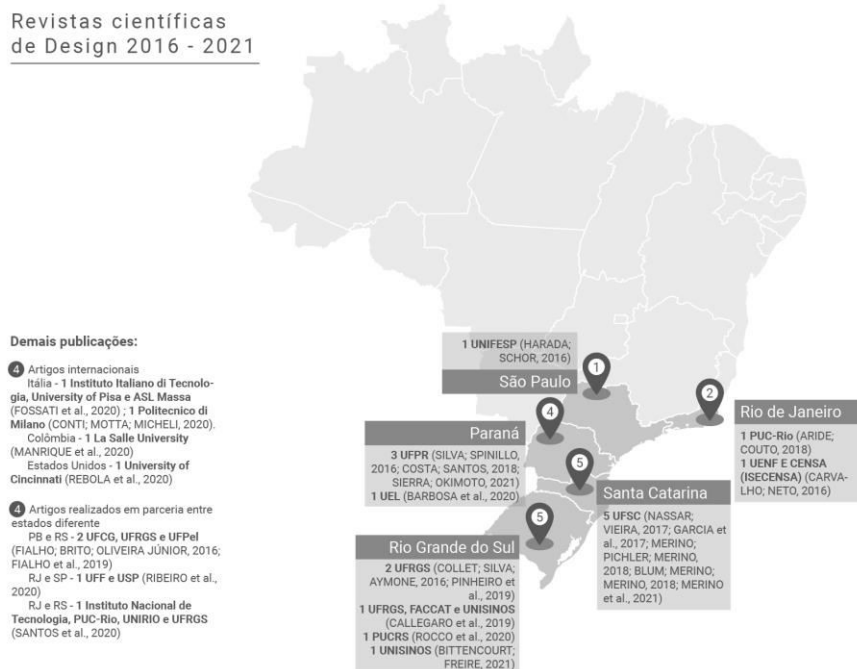 Revistas científicas
de Design 2016 - 2021
1 UNIFESP (HARADA;
SCHOR, 2016)
São Paulo
1
2
Rio de Janeiro
1 PUC-Rio (ARIDE;
COUTO, 2018)
1 UENF E CENSA
(ISECENSA) (CARVA-
LHO; NETO, 2016)
4
Paraná
3 UFPR (SILVA; SPINILLO,
2016; COSTA; SANTOS, 2018;
SIERRA; OKIMOTO, 2021)
1 UEL (BARBOSA et al., 2020)
5
Santa Catarina
5 UFSC (NASSAR;
VIEIRA, 2017; GARCIA et
al., 2017; MERINO;
PICHLER; MERINO,
2018; BLUM; MERINO;
MERINO, 2018; MERINO
et al., 2021)
5
Rio Grande do Sul
2 UFRGS (COLLET; SILVA;
AYMONE, 2016; PINHEIRO et
al., 2019)
1 UFRGS, FACCAT e UNISINOS
(CALLEGARO et al., 2019)
1 PUCRS (ROCCO et al., 2020)
1 UNISINOS (BITTENCOURT;
FREIRE, 2021)
Demais publicações:
4 Artigos internacionais
Itália - 1 Instituto Italiano di Tecnolo-
gia, University of Pisa e ASL Massa
(FOSSATI et al., 2020) ; 1 Politecnico di
Milano (CONTI; MOTTA; MICHELI, 2020).
Colômbia - 1 La Salle University
(MANRIQUE et al., 2020)
Estados Unidos - 1 University of
Cincinnati (REBOLA et al., 2020)
4 Artigos realizados em parceria entre
estados diferente
PB e RS - 2 UFCG, UFRGS e UFPel
(FIALHO; BRITO; OLIVEIRA JÚNIOR, 2016;
FIALHO et al., 2019)
RJ e SP - 1 UFF e USP (RIBEIRO et al.,
2020)
RJ e RS - 1 Instituto Nacional de
Tecnologia, PUC-Rio, UNIRIO e UFRGS
(SANTOS et al., 2020)